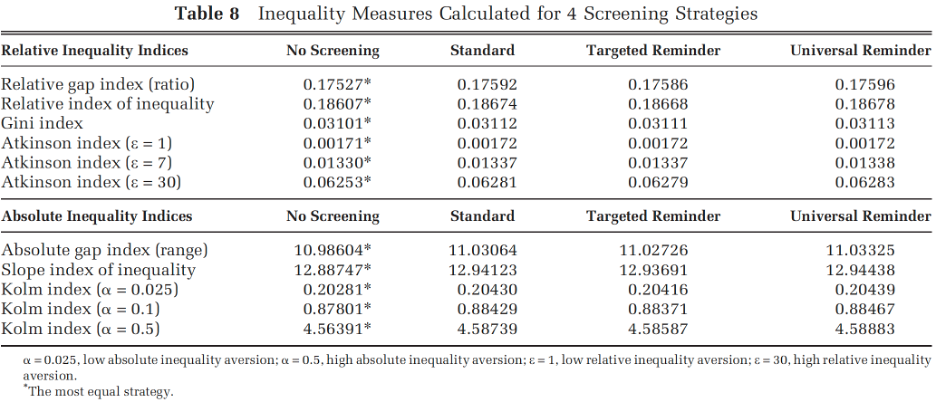 Table 8 Inequality Measures Calculated for 4 Screening Strategies
Relative Inequality Indices No Screening Standard Targeted Reminder Universal Reminder
Relative gap index (ratio) 0.17527* 0.17592 0.17586 0.17596
Relative index of inequality 0.18607* 0.18674 0.18668 0.18678
Gini index 0.03101* 0.03112 0.03111 0.03113
Atkinson index (ε = 1) 0.00171* 0.00172 0.00172 0.00172
Atkinson index (ε = 7) 0.01330* 0.01337 0.01337 0.01338
Atkinson index (ε = 30) 0.06253* 0.06281 0.06279 0.06283
Absolute Inequality Indices No Screening Standard Targeted Reminder Universal Reminder
Absolute gap index (range) 10.98604* 11.03064 11.02726 11.03325
Slope index of inequality 12.88747* 12.94123 12.93691 12.94438
Kolm index (α = 0.025) 0.20281* 0.20430 0.20416 0.20439
Kolm index (α = 0.1) 0.87801* 0.88429 0.88371 0.88467
Kolm index (α = 0.5) 4.56391* 4.58739 4.58587 4.58883
α = 0.025, low absolute inequality aversion; α = 0.5, high absolute inequality aversion; ε = 1, low relative inequality aversion; ε = 30, high relative inequality
aversion.
*The most equal strategy.